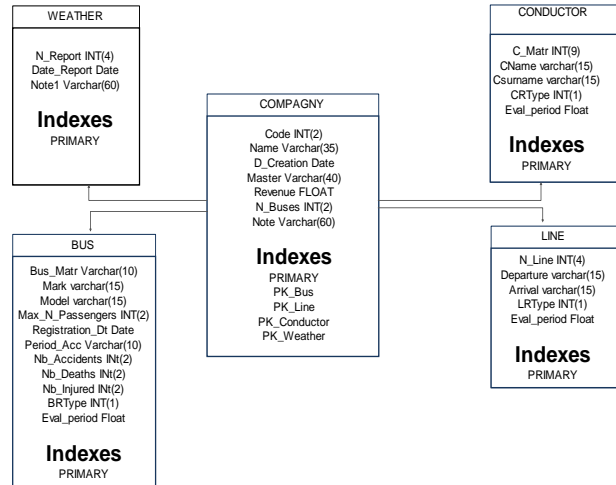 WEATHER
N_Report INT(4)
Date_Report Date
Note1 Varchar(60)
Indexes
PRIMARY
COMPAGNY
Code INT(2)
Name Varchar(35)
D_Creation Date
Master Varchar(40)
Revenue FLOAT
N_Buses INT(2)
Note Varchar(60)
Indexes
PRIMARY
PK_Bus
PK_Line
PK_Conductor
PK_Weather
CONDUCTOR
C_Matr INT(9)
CName varchar(15)
Csurname varchar(15)
CRType INT(1)
Eval_period Float
Indexes
PRIMARY
BUS
Bus_Matr Varchar(10)
Mark varchar(15)
Model varchar(15)
Max_N_Passengers INT(2)
Registration_Dt Date
Period_Acc Varchar(10)
Nb_Accidents INt(2)
Nb_Deaths INt(2)
Nb_Injured INt(2)
BRType INT(1)
Eval_period Float
Indexes
PRIMARY
LINE
N_Line INT(4)
Departure varchar(15)
Arrival varchar(15)
LRType INT(1)
Eval_period Float
Indexes
PRIMARY